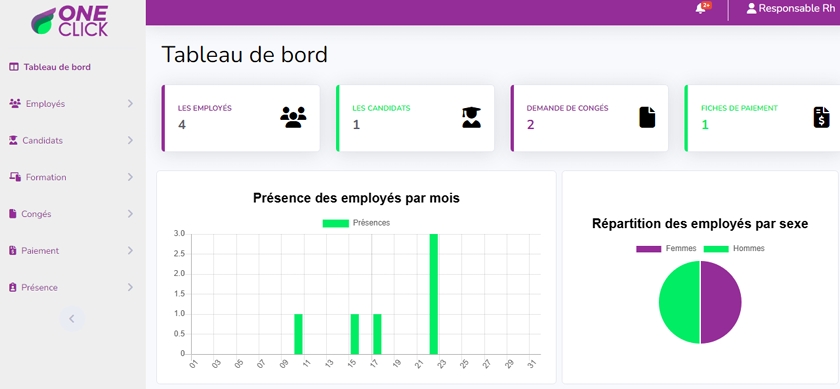 ONE
CLICK
2+
Responsable Rh
Tableau de bord
Employés
Candidats
Formation
Congés
Paiement
Présence
Tableau de bord
LES EMPLOYÉS
4
LES CANDIDATS
1
DEMANDE DE CONGÉS
2
FICHES DE PAIEMENT
1
Présence des employés par mois
Présences
3.0
2.5
2.0
1.5
1.0
0.5
0
01 03 05 07 09 11 13 15 17 19 21 23 25 27 29 31
Répartition des employés par sexe
Femmes Hommes